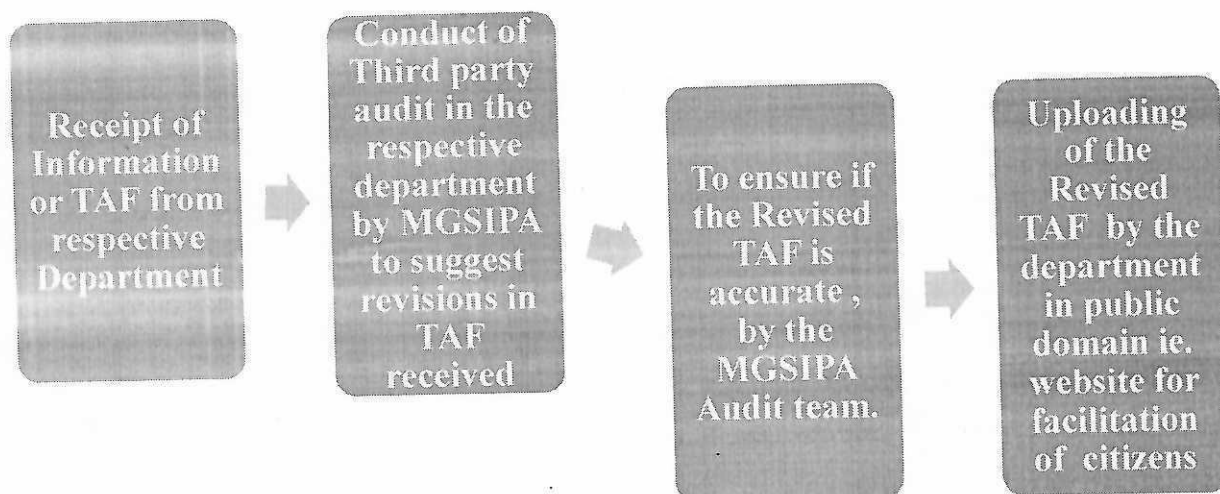 Receipt of
Information
or TAF from
respective
Department
Conduct of
Third party
audit in the
respective
department
by MGSIPA
to suggest
revisions in
TAF
received
To ensure if
the Revised
TAF is
accurate ,
by the
MGSIPA
Audit team.
Uploading
of the
Revised
TAF by the
department
in public
domain ie.
website for
facilitation
of citizens